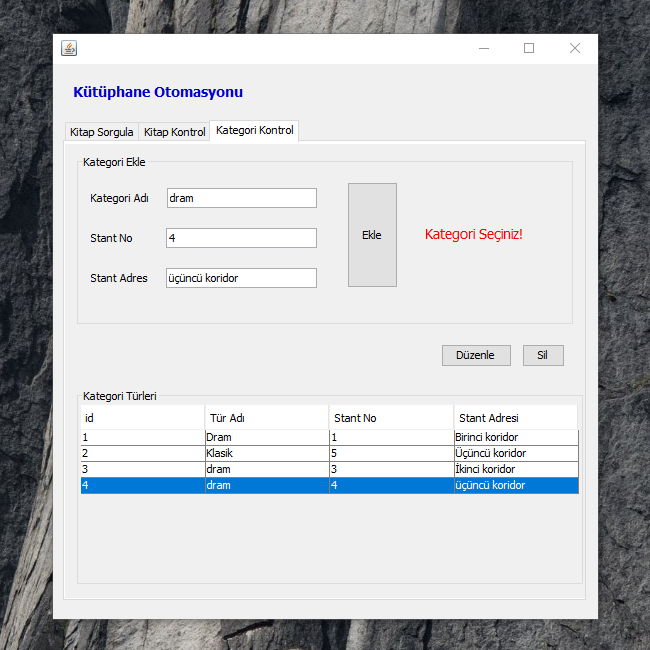 Kütüphane Otomasyonu
Kitap Sorgula Kitap Kontrol Kategori Kontrol
Kategori Ekle
Kategori Adı dram
Stant No 4
Ekle Kategori Seçiniz!
Stant Adres üçüncü koridor
Düzenle Sil
Kategori Türleri
id Tür Adı Stant No Stant Adresi
1 Dram 1 Birinci koridor
2 Klasik 5 Üçüncü koridor
3 dram 3 İkinci koridor
4 dram 4 üçüncü koridor